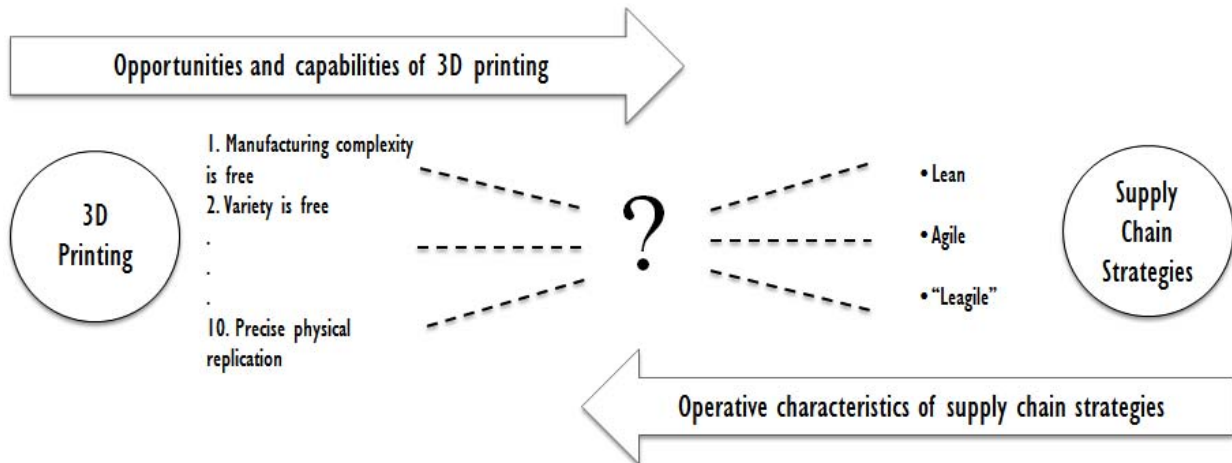 Opportunities and capabilities of 3D printing
3D
Printing
1. Manufacturing complexity
is free
2. Variety is free
.
.
.
10. Precise physical
replication
?
• Lean
• Agile
• “Leagile”
Supply
Chain
Strategies
Operative characteristics of supply chain strategies